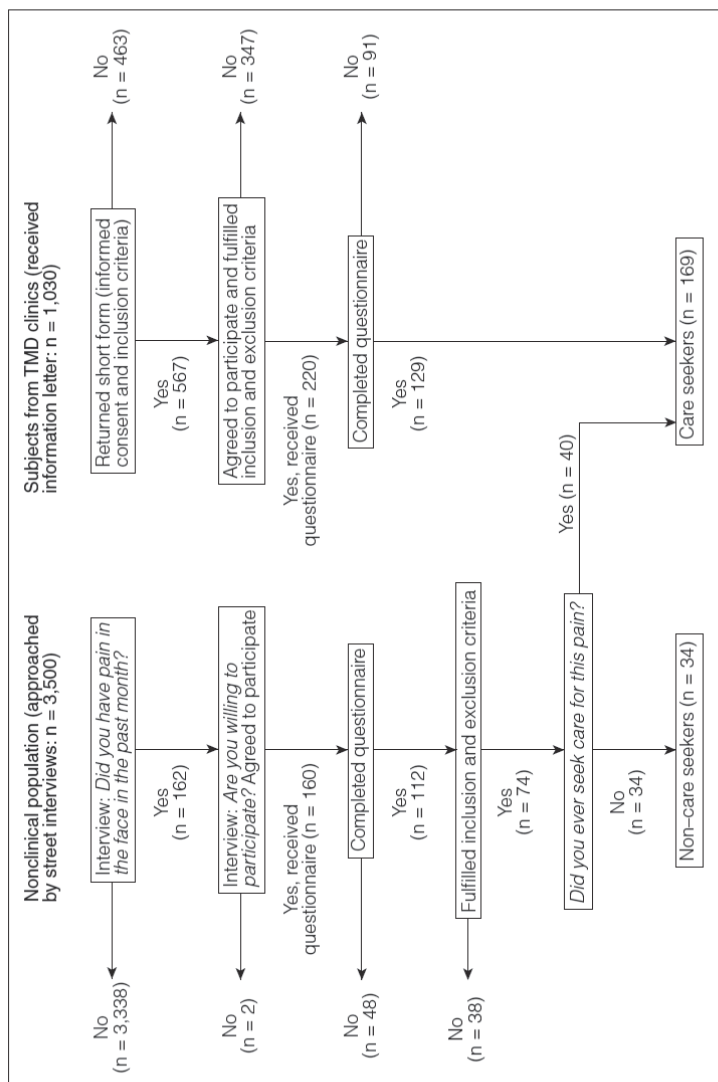 Nonclinical population (approached
by street interviews: n = 3,500)
Interview: Did you have pain in
the face in the past month?
No
(n = 3,338)
Yes
(n = 162)
Interview: Are you willing to
participate? Agreed to participate
No
(n = 2)
Yes, received
questionnaire (n = 160)
Completed questionnaire
No
(n = 48)
Yes
(n = 112)
Fulfilled inclusion and exclusion criteria
No
(n = 38)
Yes
(n = 74)
Did you ever seek care for this pain?
Yes (n = 40)
No
(n = 34)
Non–care seekers (n = 34)
Subjects from TMD clinics (received
information letter: n = 1,030)
Returned short form (informed
consent and inclusion criteria)
No
(n = 463)
Yes
(n = 567)
Agreed to participate and fulfilled
inclusion and exclusion criteria
No
(n = 347)
Yes, received
questionnaire (n = 220)
Completed questionnaire
No
(n = 91)
Yes
(n = 129)
Care seekers (n = 169)